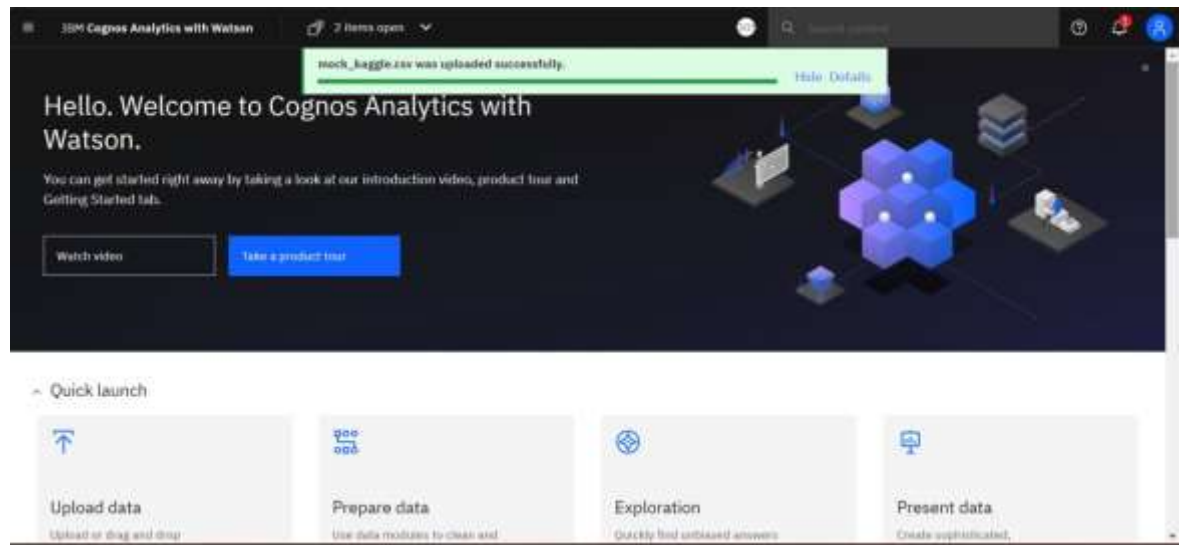 IBM Cognos Analytics with Watson
2 items open
Search content
mock_kaggle.csv was uploaded successfully.
Hide Details
Hello. Welcome to Cognos Analytics with
Watson.
You can get started right away by taking a look at our introduction video, product tour and
Getting Started tab.
Watch video
Take a product tour
Quick launch
Upload data
Upload or drag and drop
Prepare data
Use data modules to clean and
Exploration
Quickly find unbiased answers
Present data
Create sophisticated,